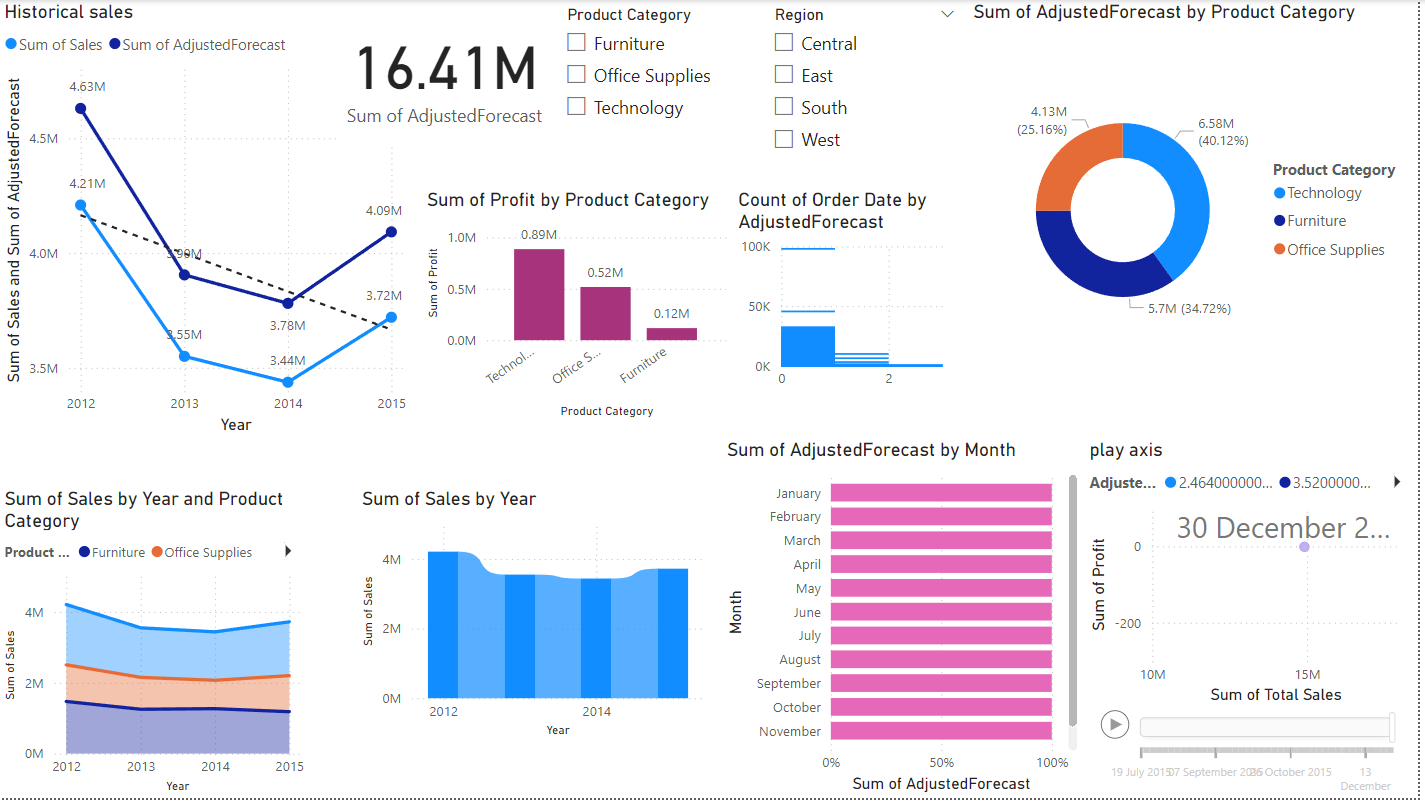 Historical sales
Sum of Sales
Sum of AdjustedForecast
Sum of Sales and Sum of AdjustedForecast
4.63M
4.5M
4.21M
4.09M
4.0M
3.90M
3.72M
3.55M
3.78M
3.44M
3.5M
2012
2013
2014
2015
Year
16.41M
Sum of AdjustedForecast
Product Category
Furniture
Office Supplies
Technology
Region
Central
East
South
West
Sum of AdjustedForecast by Product Category
4.13M
(25.16%)
6.58M
(40.12%)
5.7M (34.72%)
Product Category
Technology
Furniture
Office Supplies
Sum of Profit by Product Category
Sum of Profit
1.0M
0.5M
0.0M
0.89M
0.52M
0.12M
Technol...
Office S...
Furniture
Product Category
Count of Order Date by
AdjustedForecast
100K
50K
0K
0
2
Sum of Sales by Year and Product
Category
Product ...
Furniture
Office Supplies
Sum of Sales
4M
2M
0M
2012
2013
2014
2015
Year
Sum of Sales by Year
Sum of Sales
4M
2M
0M
2012
2014
Year
Sum of AdjustedForecast by Month
Month
January
February
March
April
May
June
July
August
September
October
November
0%
50%
100%
Sum of AdjustedForecast
play axis
Adjuste...
2.464000000...
3.5200000...
30 December 2...
Sum of Profit
0
-200
10M
15M
Sum of Total Sales
19 July 2015
07 September
October 2015
13
December